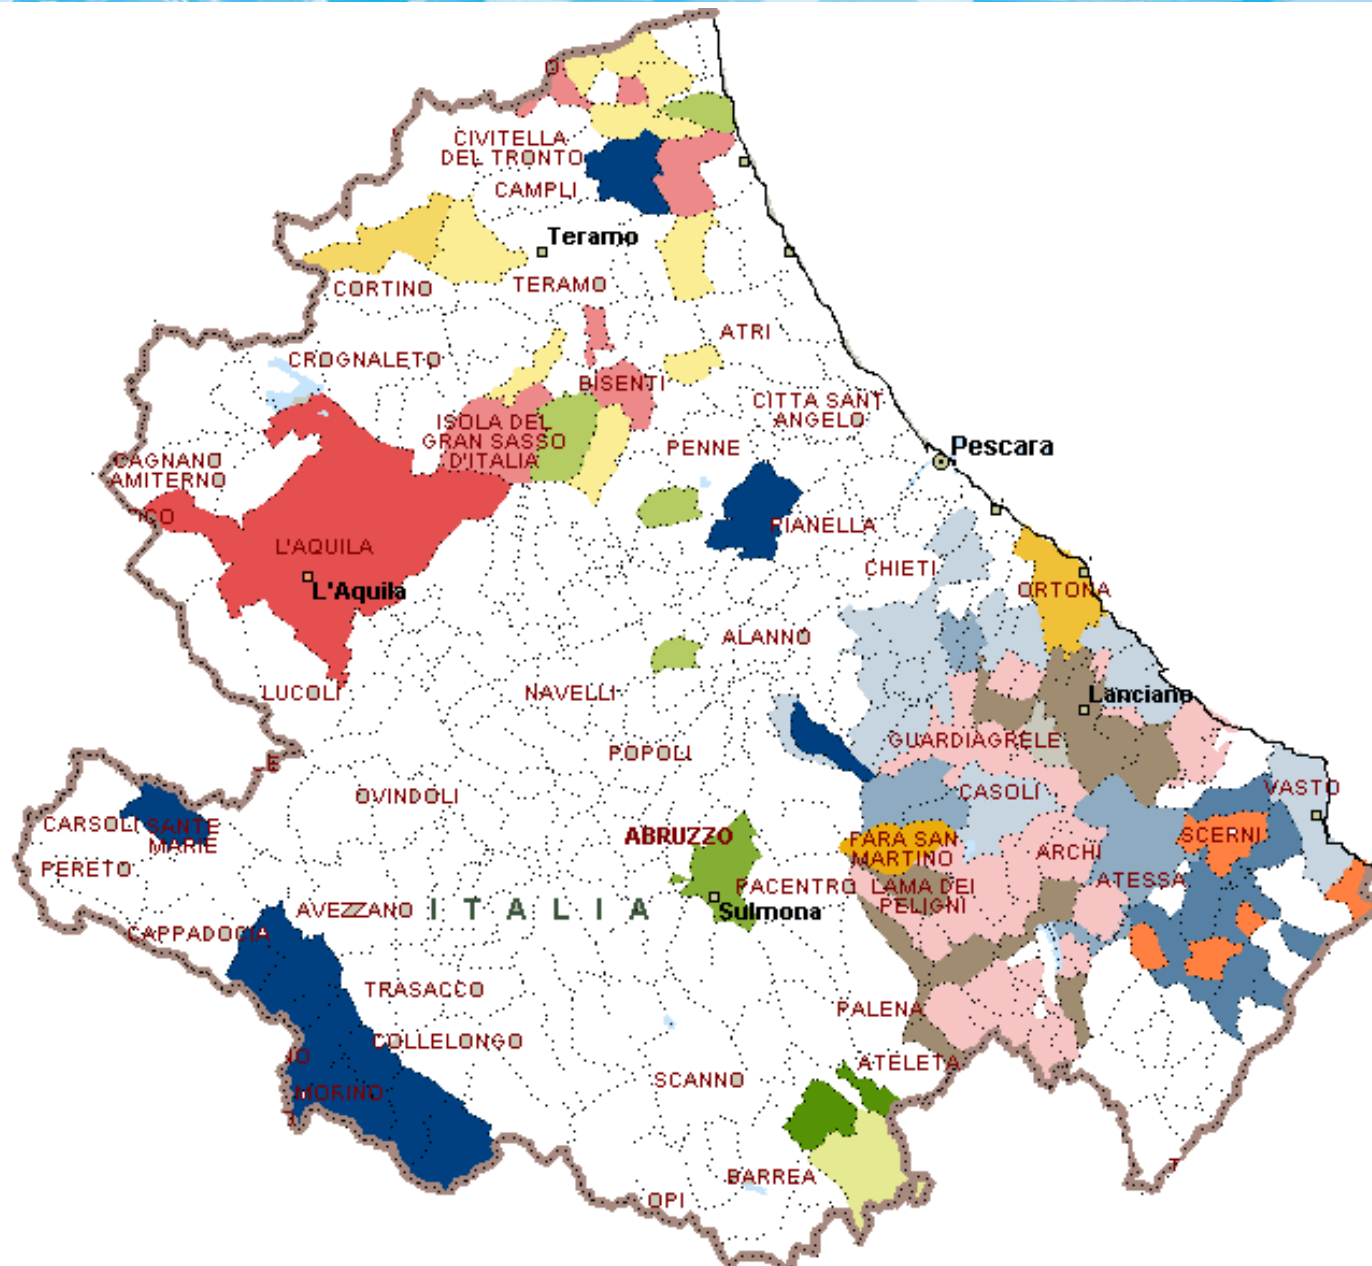 CIVITELLA
DEL TRONTO
CAMPLI
Teramo
TERAMO
CORTINO
ATRI
CROGNALETO
BISENTI
CITTA SANT
ANGELO
ISOLA DEL
GRAN SASSO
D'ITALIA
PENNE
Pescara
CAGNANO
AMITERNO
PIANELLA
L'AQUILA
L'Aquila
CHIETI
ORTONA
ALANNO
LUCOLI
NAVELLI
Lanciano
POPOLI
GUARDIAGRELE
OVINDOLI
CASOLI
VASTO
CARSOLI
SANTE
MARIE
ABRUZZO
FARA SAN
MARTINO
ARCHI
SCERNI
PERETO
PACENTRO
LAMA DEI
PELIGNI
ATESSA
AVEZZANO
ITALIA
Sulmona
CAPPADOCIA
TRASACCO
PALENA
COLLELONGO
ATELETA
SCANNO
MORINO
BARREA
OPI